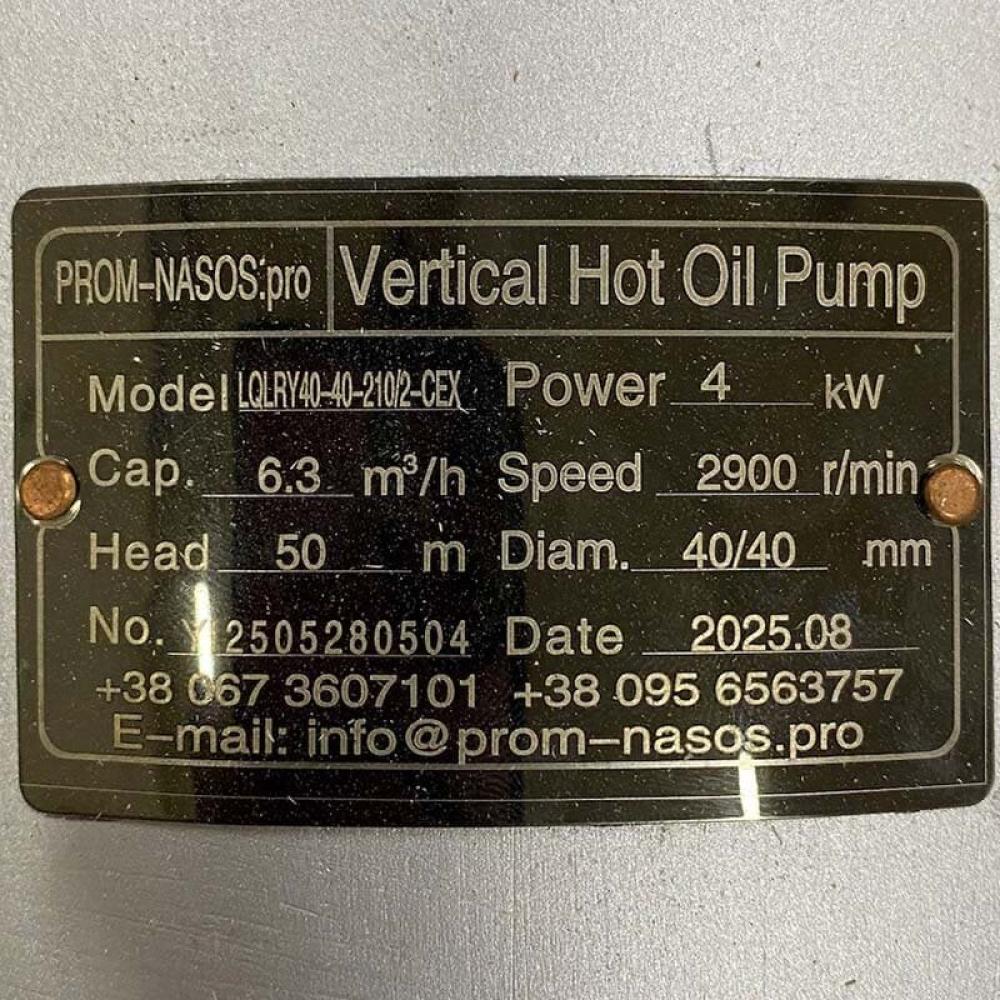 PROM-NASOS.pro Vertical Hot Oil Pump
Model LQLRY40-40-210/2-CEX Power 4 kW
Cap. 6.3 m³/h Speed 2900 r/min
Head 50 m Diam. 40/40 mm
No. Y2505280504 Date 2025.08
+38 067 3607101 +38 095 6563757
E-mail: info@prom-nasos.pro